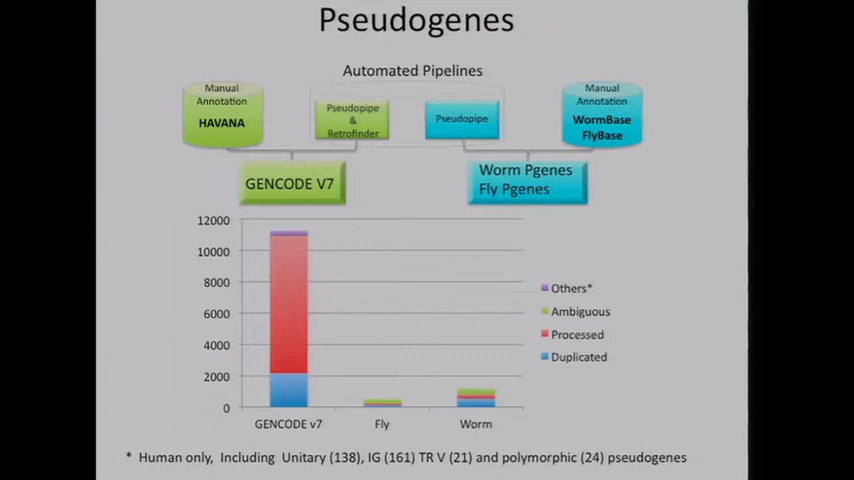 Pseudogenes
Automated Pipelines
Manual
Annotation
HAVANA
Pseudopipe
&
Retrofinder
Pseudopipe
Manual
Annotation
WormBase
FlyBase
GENCODE V7
Worm Pgenes
Fly Pgenes
12000
10000
8000
6000
4000
2000
0
GENCODE v7
Fly
Worm
Others*
Ambiguous
Processed
Duplicated
* Human only, Including Unitary (138), IG (161) TR V (21) and polymorphic (24) pseudogenes